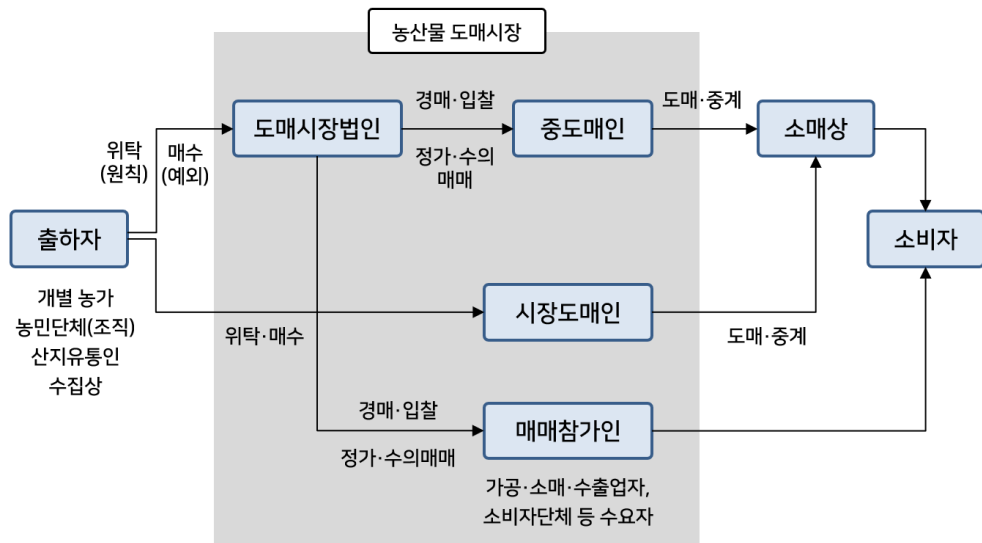 농산물 도매시장
경매·입찰
도매·중계
도매시장법인
중도매인
소매상
위탁
(원칙)
매수
(예외)
정가·수의
매매
출하자
소비자
개별 농가
농민단체(조직)
산지유통인
수집상
시장도매인
위탁·매수
도매·중계
경매·입찰
매매참가인
정가·수의매매
가공·소매·수출업자,
소비자단체 등 수요자